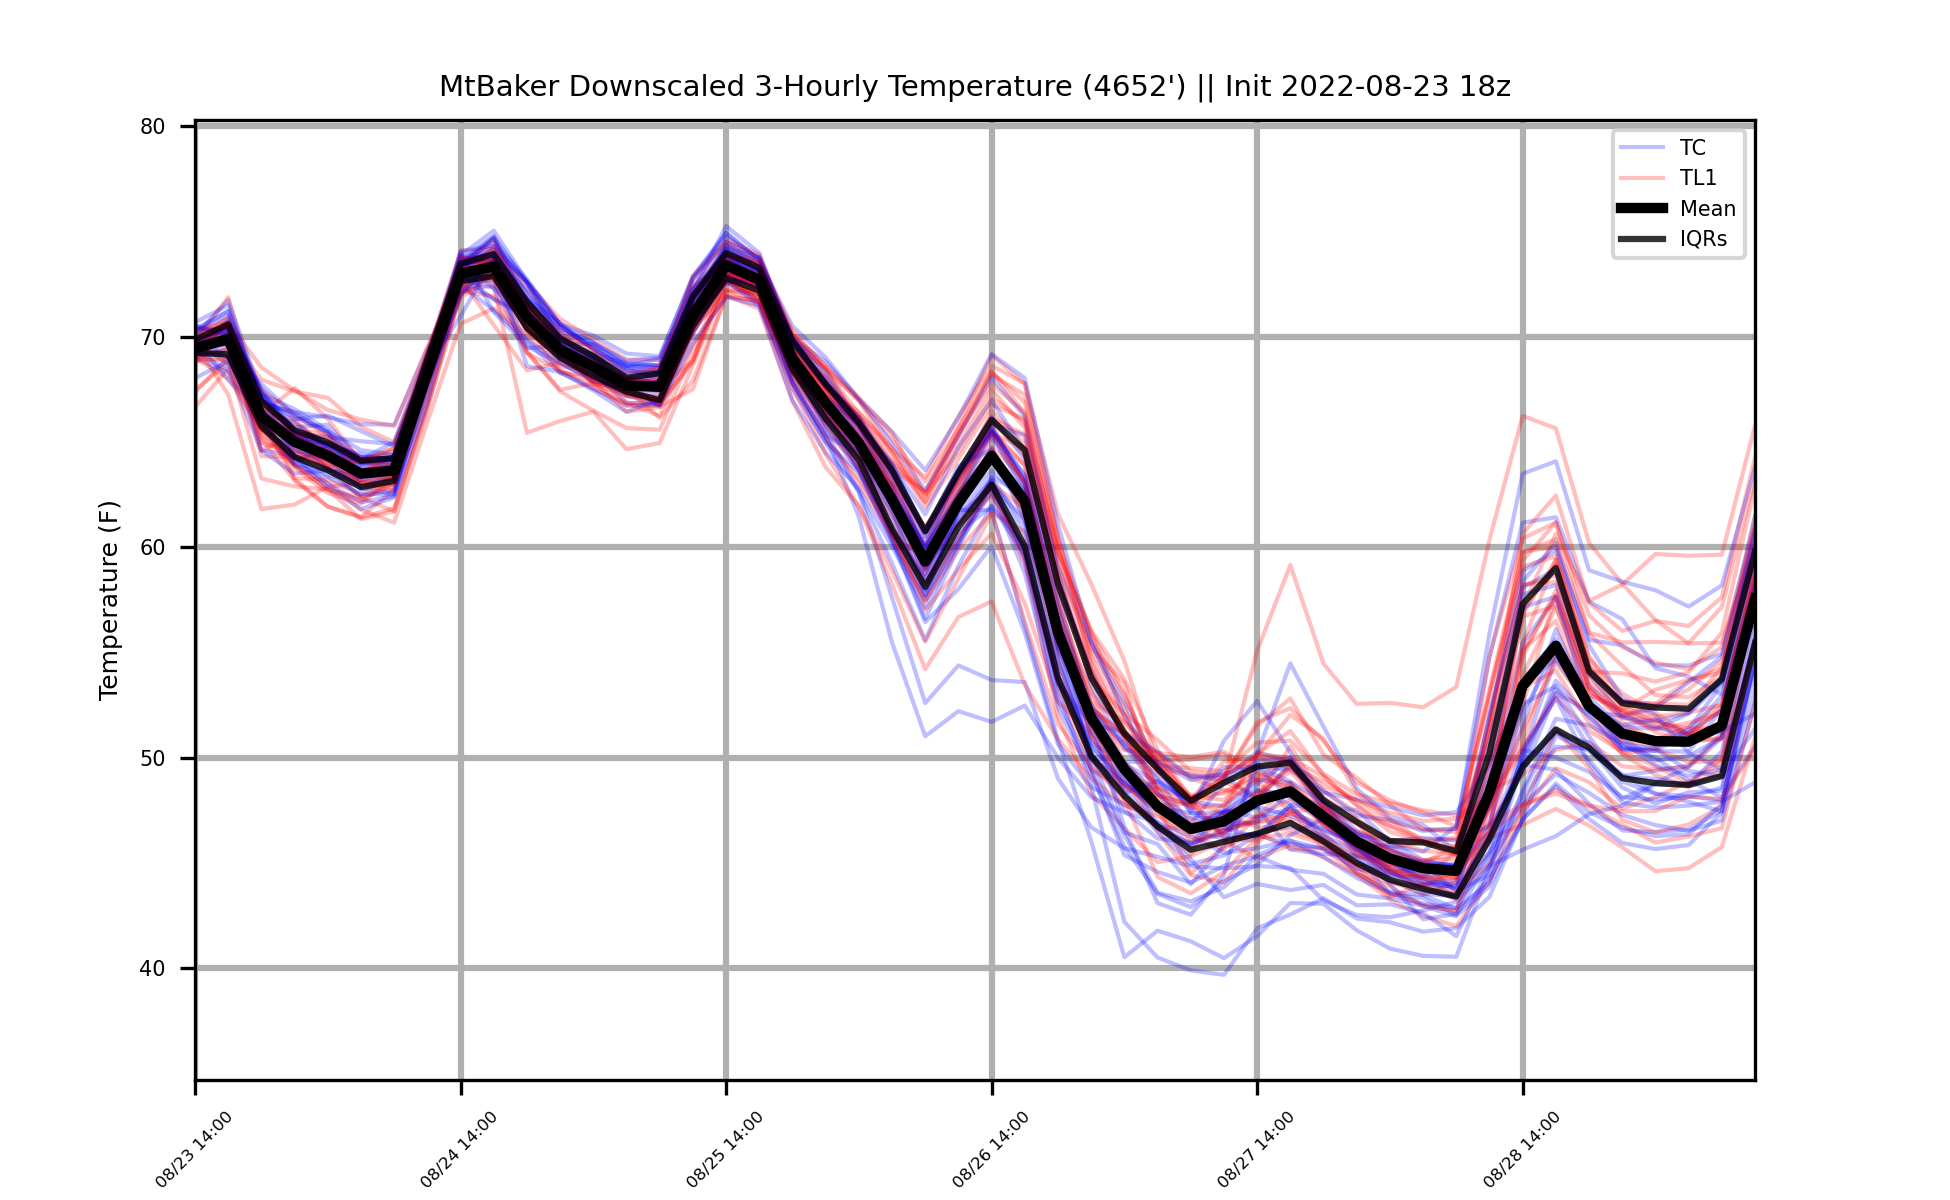 MtBaker Downscaled 3-Hourly Temperature (4652') || Init 2022-08-23 18z
80
70
60
50
40
Temperature (F)
TC
TL1
Mean
IQRs
08/23 14:00
08/24 14:00
08/25 14:00
08/26 14:00
08/27 14:00
08/28 14:00